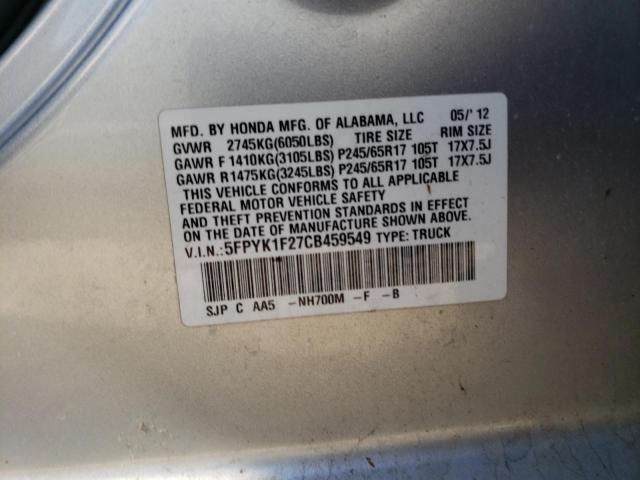 MFD. BY HONDA MFG. OF ALABAMA, LLC 05/'12
GVWR 2745KG(6050LBS) TIRE SIZE RIM SIZE
GAWR F 1410KG(3105LBS) P245/65R17 105T 17X7.5J
GAWR R 1475KG(3245LBS) P245/65R17 105T 17X7.5J
THIS VEHICLE CONFORMS TO ALL APPLICABLE
FEDERAL MOTOR VEHICLE SAFETY
AND THEFT PREVENTION STANDARDS IN EFFECT
ON THE DATE OF MANUFACTURE SHOWN ABOVE.
V.I.N.:5FPYK1F27CB459549 TYPE: TRUCK
SJP C AA5 -NH700M -F -B